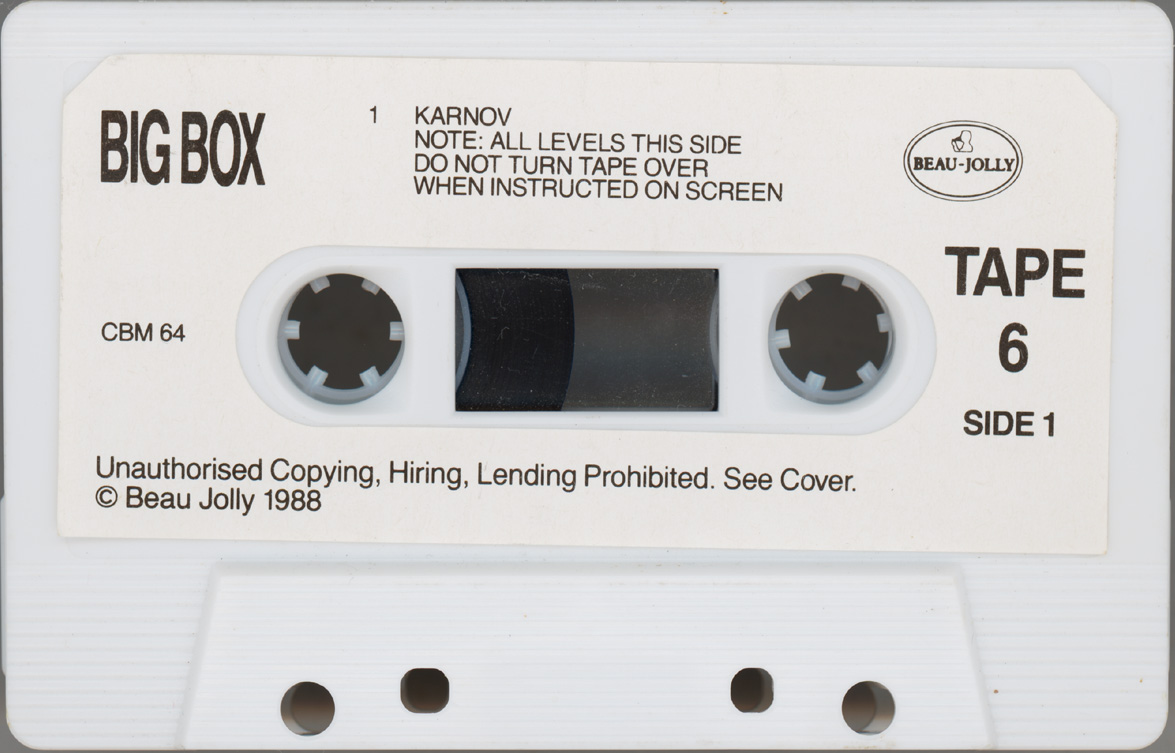 BIG BOX
1 KARNOV
NOTE: ALL LEVELS THIS SIDE
DO NOT TURN TAPE OVER
WHEN INSTRUCTED ON SCREEN
BEAU-JOLLY
TAPE
6
SIDE 1
CBM 64
Unauthorised Copying, Hiring, Lending Prohibited. See Cover.
© Beau Jolly 1988